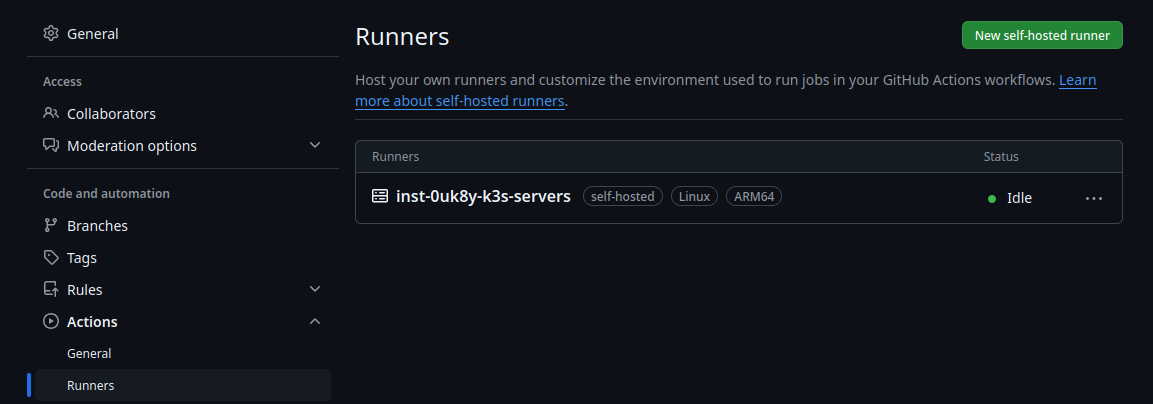 General
Access
Collaborators
Moderation options
Code and automation
Branches
Tags
Rules
Actions
General
Runners
Runners
New self-hosted runner
Host your own runners and customize the environment used to run jobs in your GitHub Actions workflows. Learn
more about self-hosted runners.
Runners Status
inst-0uk8y-k3s-servers self-hosted Linux ARM64 Idle